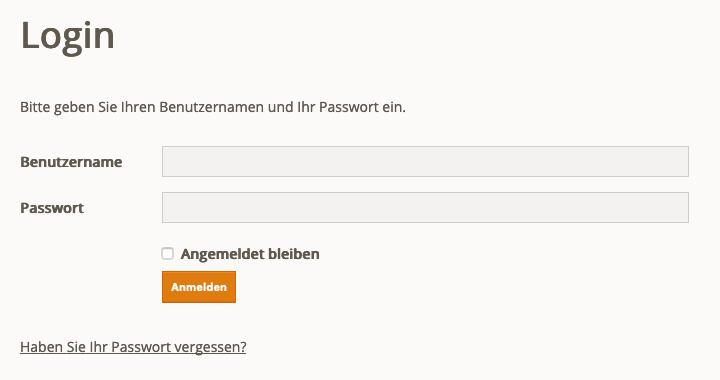 Login
Bitte geben Sie Ihren Benutzernamen und Ihr Passwort ein.
Benutzername
Passwort
Angemeldet bleiben
Anmelden
Haben Sie Ihr Passwort vergessen?